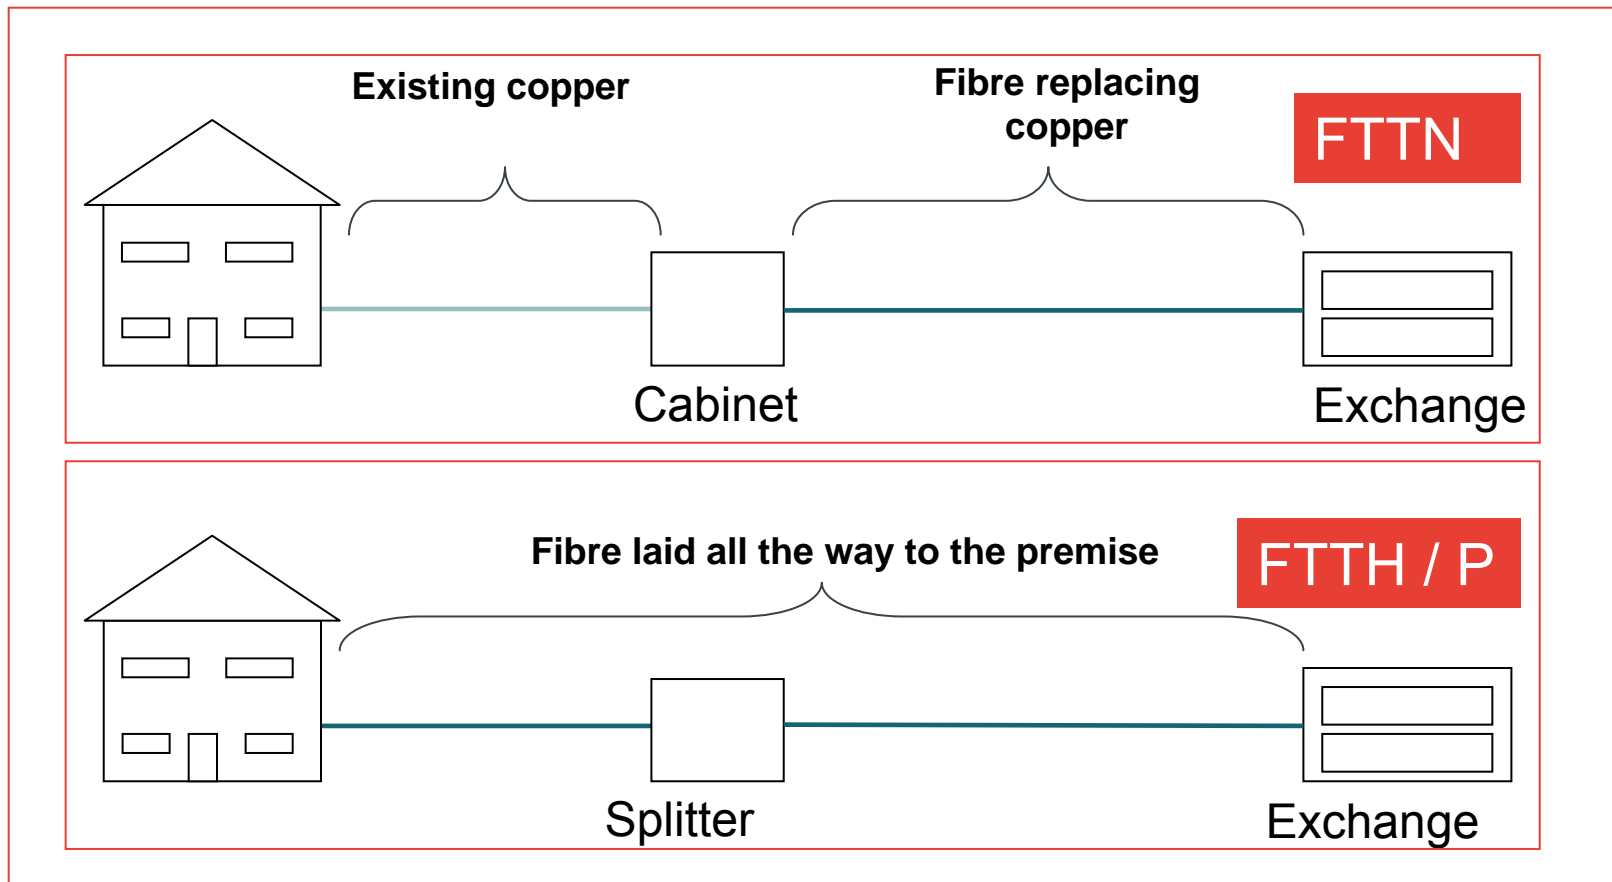 Existing copper
Fibre replacing
copper
FTTN
Cabinet
Exchange
Fibre laid all the way to the premise
FTTH / P
Splitter
Exchange